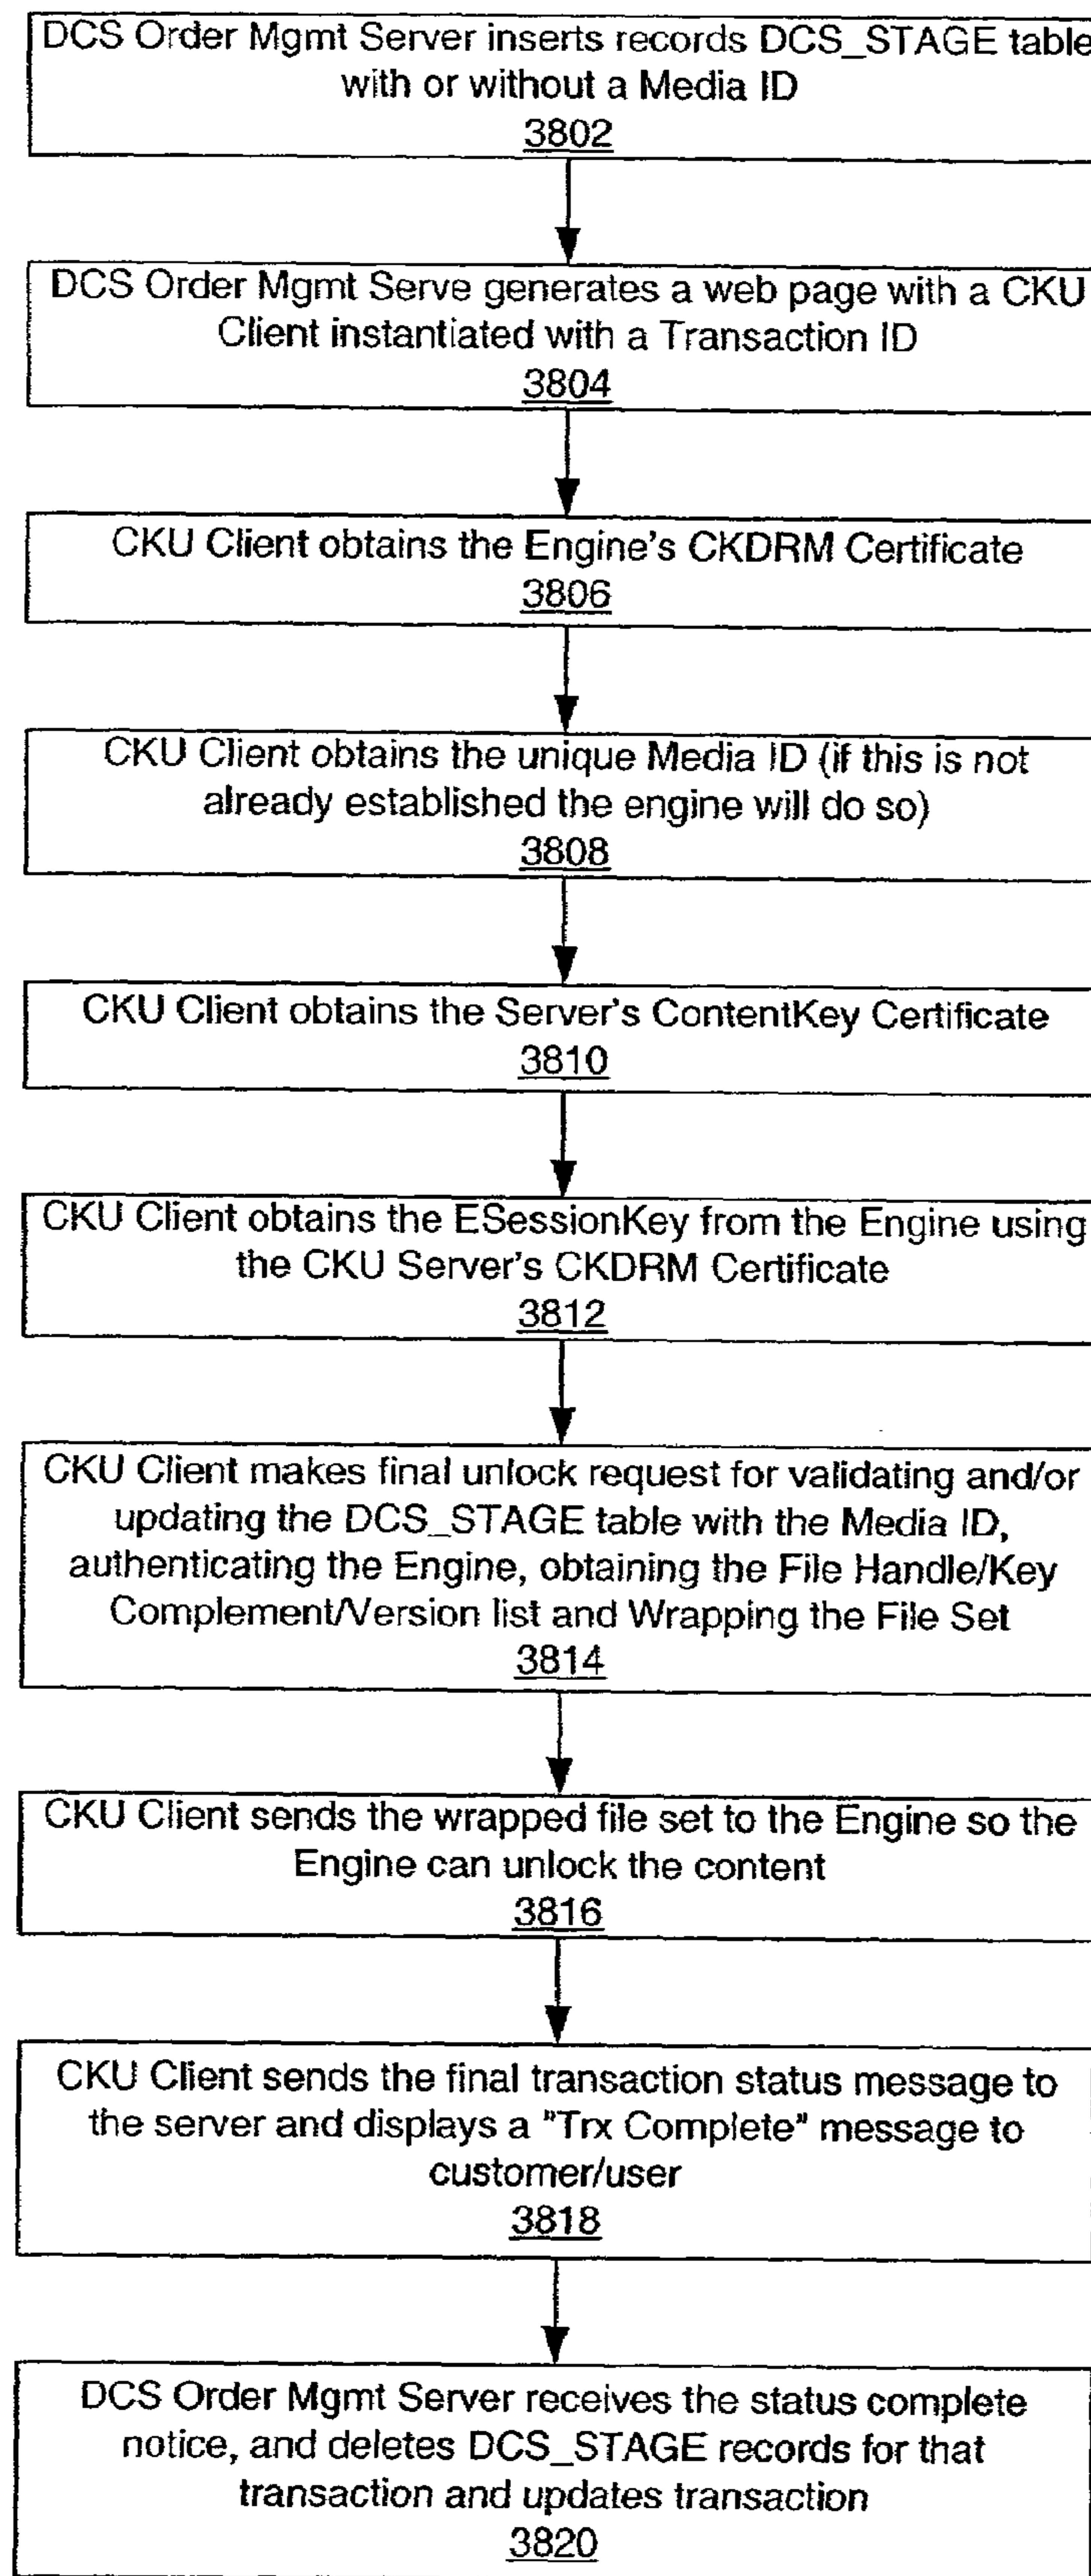 DCS Order Mgmt Server inserts records DCS_STAGE table
with or without a Media ID
3802
DCS Order Mgmt Serve generates a web page with a CKU
Client instantiated with a Transaction ID
3804
CKU Client obtains the Engine's CKDRM Certificate
3806
CKU Client obtains the unique Media ID (if this is not
already established the engine will do so)
3808
CKU Client obtains the Server's ContentKey Certificate
3810
CKU Client obtains the ESessionKey from the Engine using
the CKU Server's CKDRM Certificate
3812
CKU Client makes final unlock request for validating and/or
updating the DCS_STAGE table with the Media ID,
authenticating the Engine, obtaining the File Handle/Key
Complement/Version list and Wrapping the File Set
3814
CKU Client sends the wrapped file set to the Engine so the
Engine can unlock the content
3816
CKU Client sends the final transaction status message to
the server and displays a "Trx Complete" message to
customer/user
3818
DCS Order Mgmt Server receives the status complete
notice, and deletes DCS_STAGE records for that
transaction and updates transaction
3820